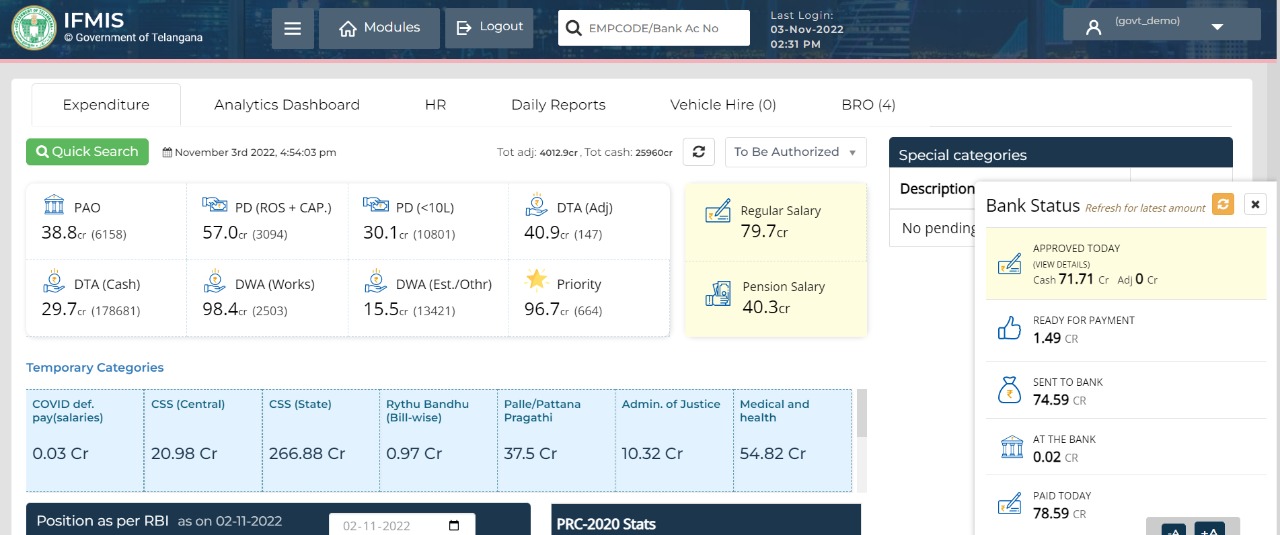 IFMIS
© Government of Telangana
Modules
Logout
EMPCODE/Bank Ac No
Last Login:
03-Nov-2022
02:31 PM
(govt_demo)
Expenditure
Analytics Dashboard
HR
Daily Reports
Vehicle Hire (0)
BRO (4)
Quick Search
November 3rd 2022, 4:54:03 pm
Tot adj: 4012.9cr , Tot cash: 25960cr
To Be Authorized
PAO
38.8cr (6158)
PD (ROS + CAP.)
57.0cr (3094)
PD (<10L)
30.1cr (10801)
DTA (Adj)
40.9cr (147)
DTA (Cash)
29.7cr (178681)
DWA (Works)
98.4cr (2503)
DWA (Est./Othr)
15.5cr (13421)
Priority
96.7cr (664)
Regular Salary
79.7cr
Pension Salary
40.3cr
Special categories
Description
No pending
Bank Status Refresh for latest amount
APPROVED TODAY
(VIEW DETAILS)
Cash 71.71 Cr Adj 0 Cr
READY FOR PAYMENT
1.49 CR
SENT TO BANK
74.59 CR
AT THE BANK
0.02 CR
PAID TODAY
78.59 CR
-A +A
Temporary Categories
COVID def.
pay(salaries)
0.03 Cr
CSS (Central)
20.98 Cr
CSS (State)
266.88 Cr
Rythu Bandhu
(Bill-wise)
0.97 Cr
Palle/Pattana
Pragathi
37.5 Cr
Admin. of Justice
10.32 Cr
Medical and
health
54.82 Cr
Position as per RBI as on 02-11-2022
02-11-2022
PRC-2020 Stats